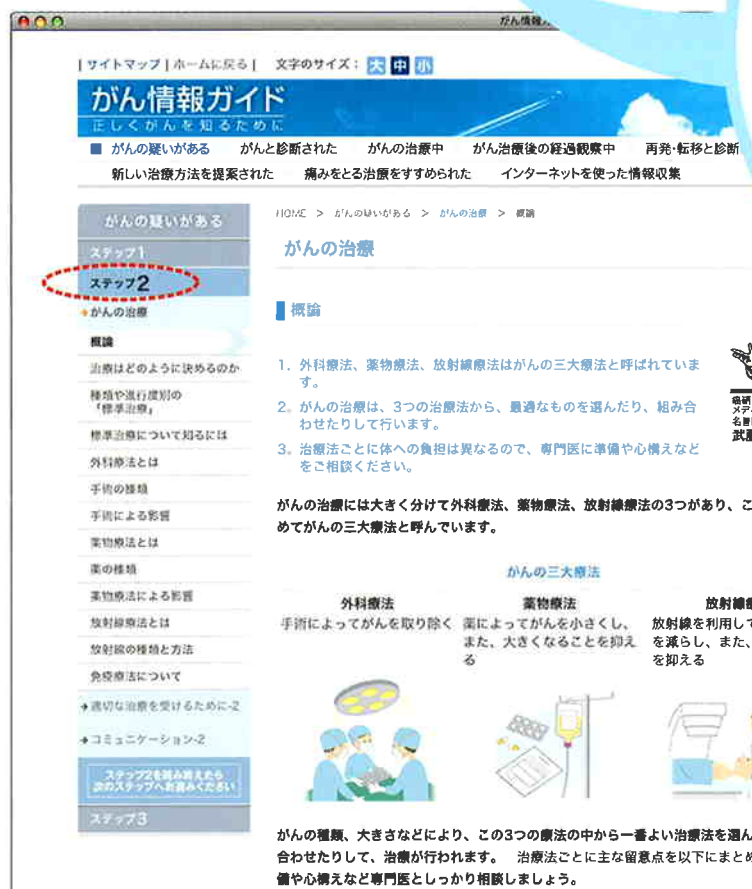 がん情報ガ
| サイトマップ | ホームに戻る | 文字のサイズ： 大 中 小
がん情報ガイド
正しくがんを知るために
■ がんの疑いがある がんと診断された がんの治療中 がん治療後の経過観察中 再発・転移と診断
新しい治療方法を提案された 痛みをとる治療をすすめられた インターネットを使った情報収集
がんの疑いがある
ステップ1
ステップ2
がんの治療
概論
治療はどのように決めるのか
種類や進行度別の
「標準治療」
標準治療について知るには
外科療法とは
手術の種類
手術による影響
薬物療法とは
薬の種類
薬物療法による影響
放射線療法とは
放射線の種類と方法
免疫療法について
適切な治療を受けるために-2
コミュニケーション-2
ステップ2を読み終えたら
次のステップへお進みください
ステップ3
HOME > がんの疑いがある > がんの治療 > 概論
がんの治療
概論
1. 外科療法、薬物療法、放射線療法はがんの三大療法と呼ばれていま
す。
2. がんの治療は、3つの治療法から、最適なものを選んだり、組み合
わせたりして行います。
3. 治療法ごとに体への負担は異なるので、専門医に準備や心構えなど
をご相談ください。
がんの治療には大きく分けて外科療法、薬物療法、放射線療法の3つがあり、こ
めてがんの三大療法と呼んでいます。
がんの三大療法
外科療法
手術によってがんを取り除く
薬物療法
薬によってがんを小さくし、
また、大きくなることを抑え
る
放射線
放射線を利用して
を減らし、また、
を抑える
がんの種類、大きさなどにより、この3つの療法の中から一番よい治療法を選ん
合わせたりして、治療が行われます。 治療法ごとに主な留意点を以下にまとめ
備や心構えなど専門医としっかり相談しましょう。